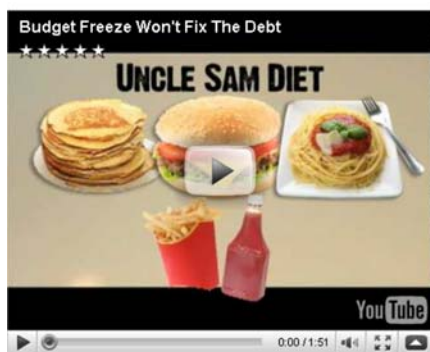 Budget Freeze Won't Fix The Debt
UNCLE SAM DIET
YouTube
0:00 / 1:51